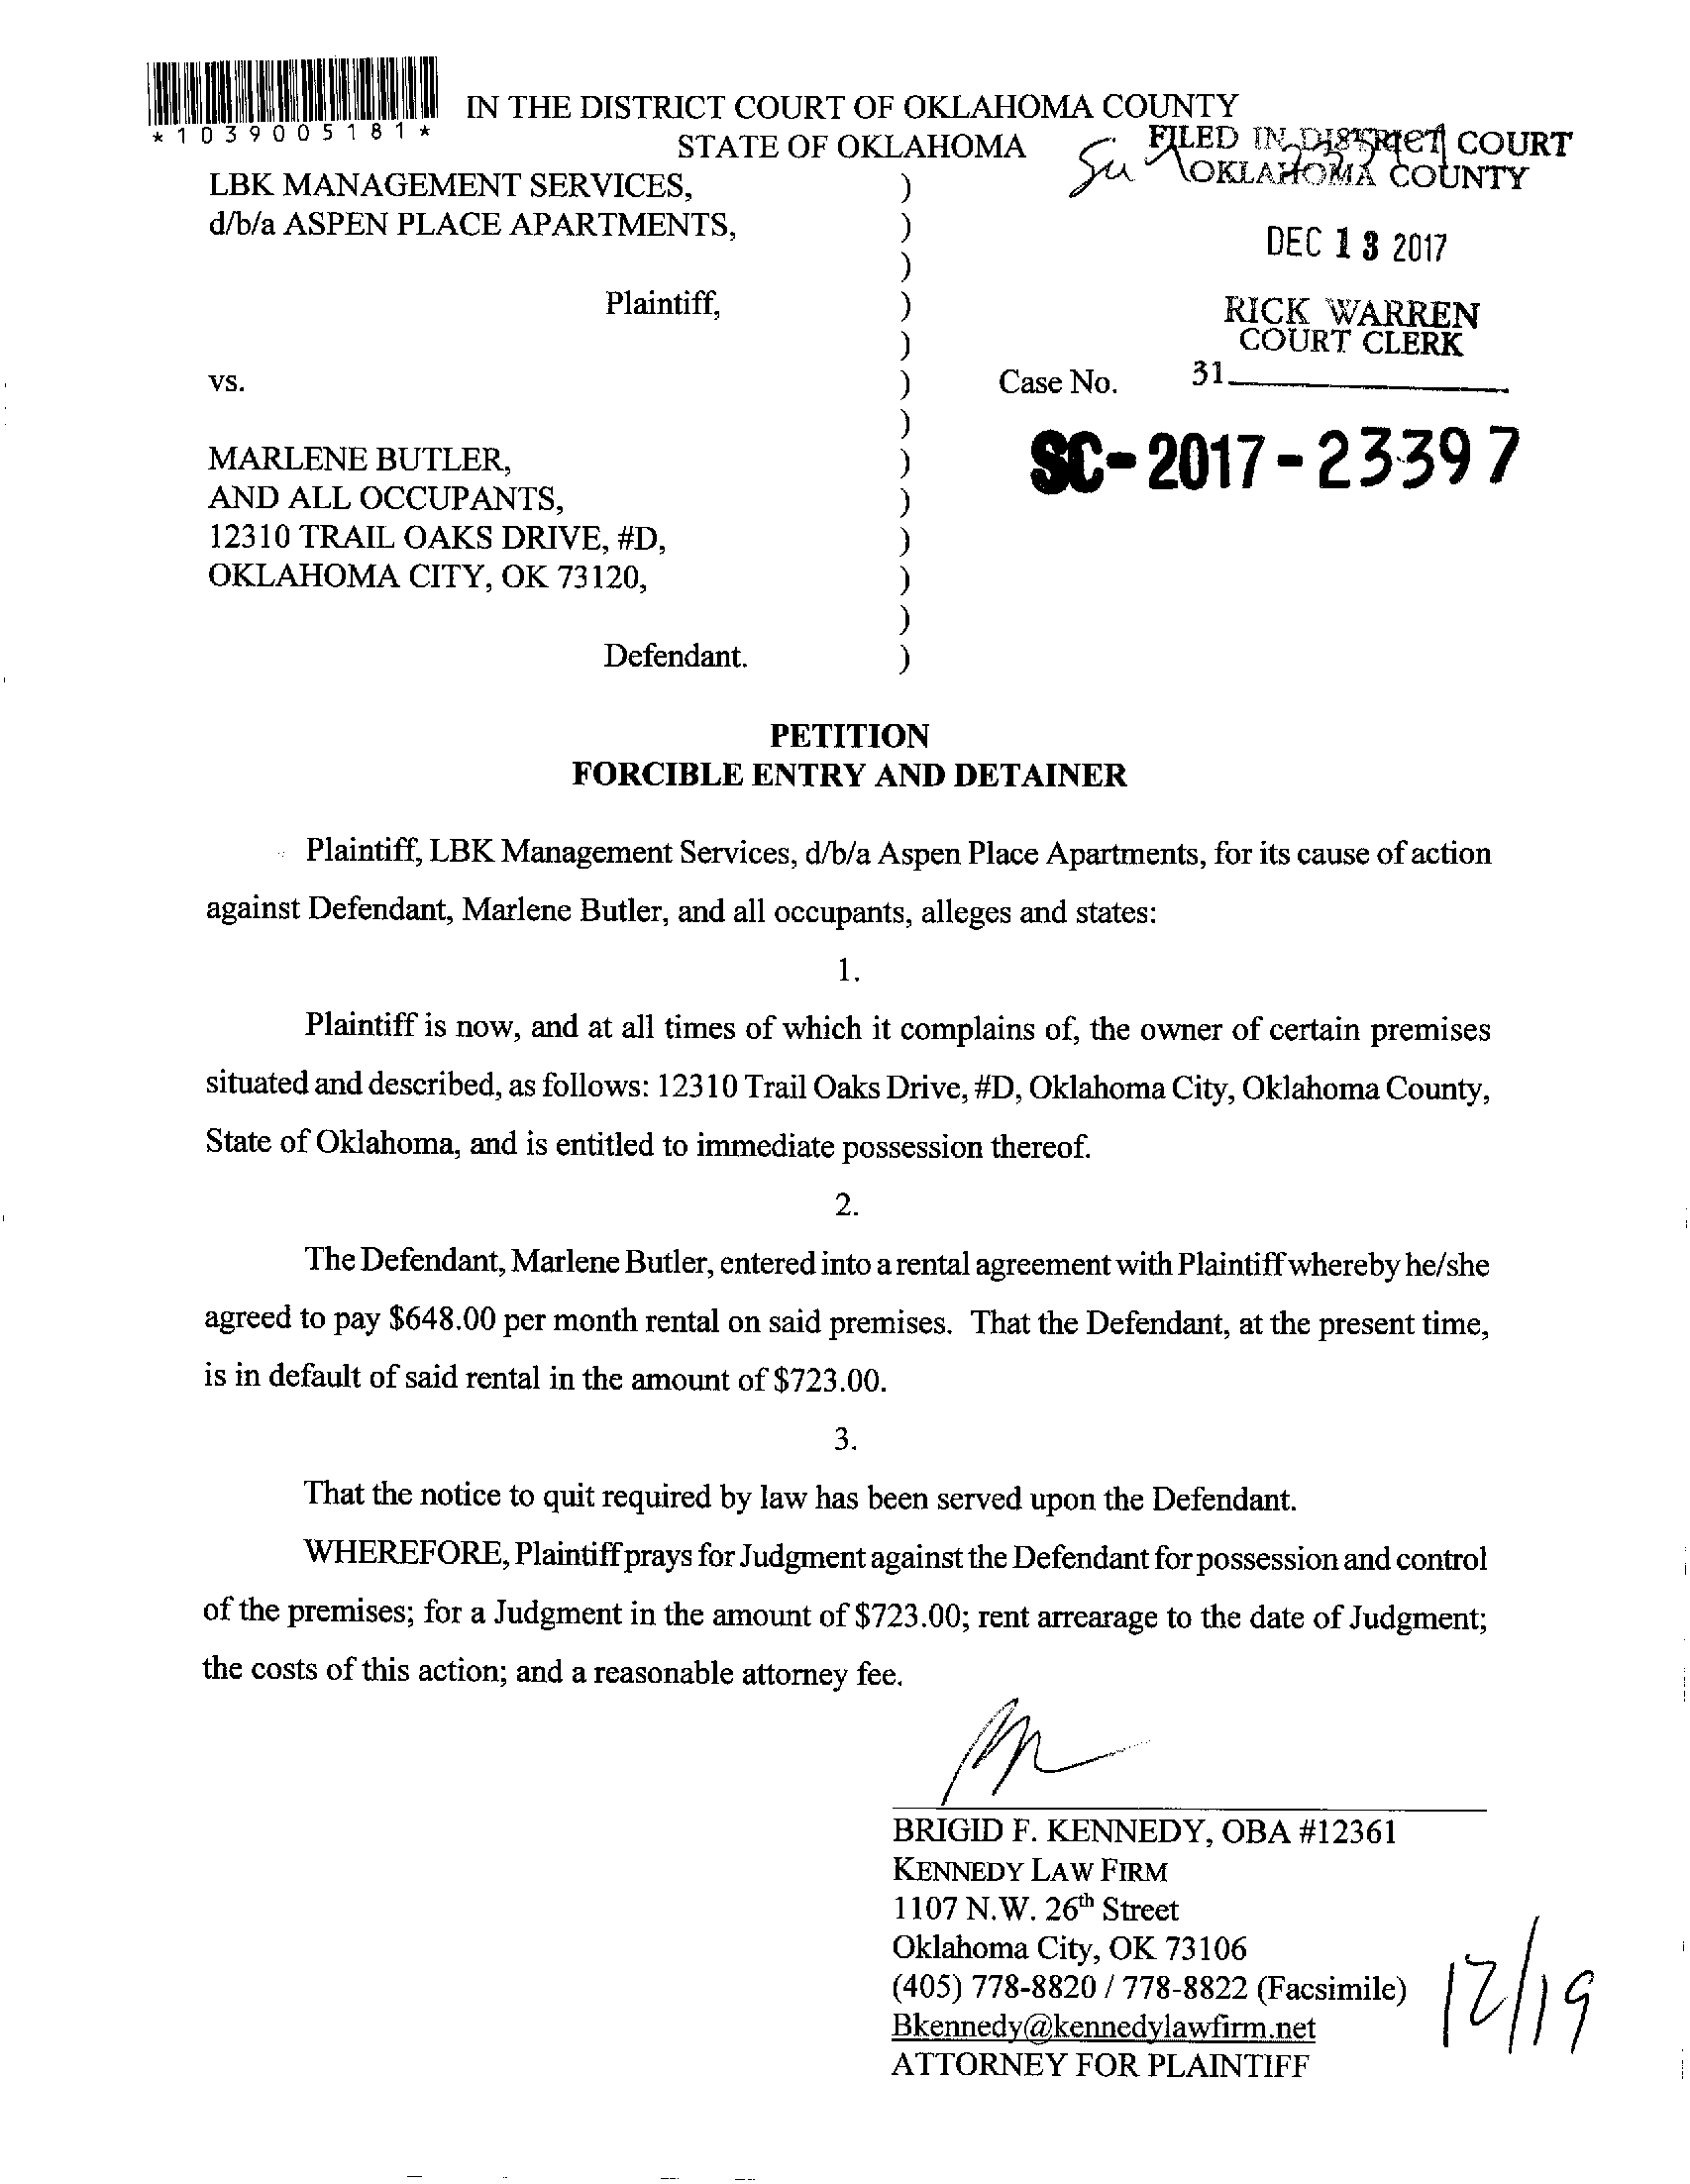 IN THE DISTRICT COURT OF OKLAHOMA COUNTY
*1039005181*
STATE OF OKLAHOMA
FILED IN DISTRICT COURT
OKLAHOMA COUNTY
LBK MANAGEMENT SERVICES, )
d/b/a ASPEN PLACE APARTMENTS, )
)
DEC 13 2017
Plaintiff, )
RICK WARREN
COURT CLERK
)
vs. ) Case No. 31
)
SC-2017-23397
MARLENE BUTLER, )
AND ALL OCCUPANTS, )
12310 TRAIL OAKS DRIVE, #D, )
OKLAHOMA CITY, OK 73120, )
)
Defendant. )
PETITION
FORCIBLE ENTRY AND DETAINER
Plaintiff, LBK Management Services, d/b/a Aspen Place Apartments, for its cause of action
against Defendant, Marlene Butler, and all occupants, alleges and states:
1.
Plaintiff is now, and at all times of which it complains of, the owner of certain premises
situated and described, as follows: 12310 Trail Oaks Drive, #D, Oklahoma City, Oklahoma County,
State of Oklahoma, and is entitled to immediate possession thereof.
2.
The Defendant, Marlene Butler, entered into a rental agreement with Plaintiff whereby he/she
agreed to pay $648.00 per month rental on said premises. That the Defendant, at the present time,
is in default of said rental in the amount of $723.00.
3.
That the notice to quit required by law has been served upon the Defendant.
WHEREFORE, Plaintiff prays for Judgment against the Defendant for possession and control
of the premises; for a Judgment in the amount of $723.00; rent arrearage to the date of Judgment;
the costs of this action; and a reasonable attorney fee.
BRIGID F. KENNEDY, OBA #12361
KENNEDY LAW FIRM
1107 N.W. 26th Street
Oklahoma City, OK 73106
(405) 778-8820 / 778-8822 (Facsimile)
Bkennedy@kennedylawfirm.net
ATTORNEY FOR PLAINTIFF
12/19